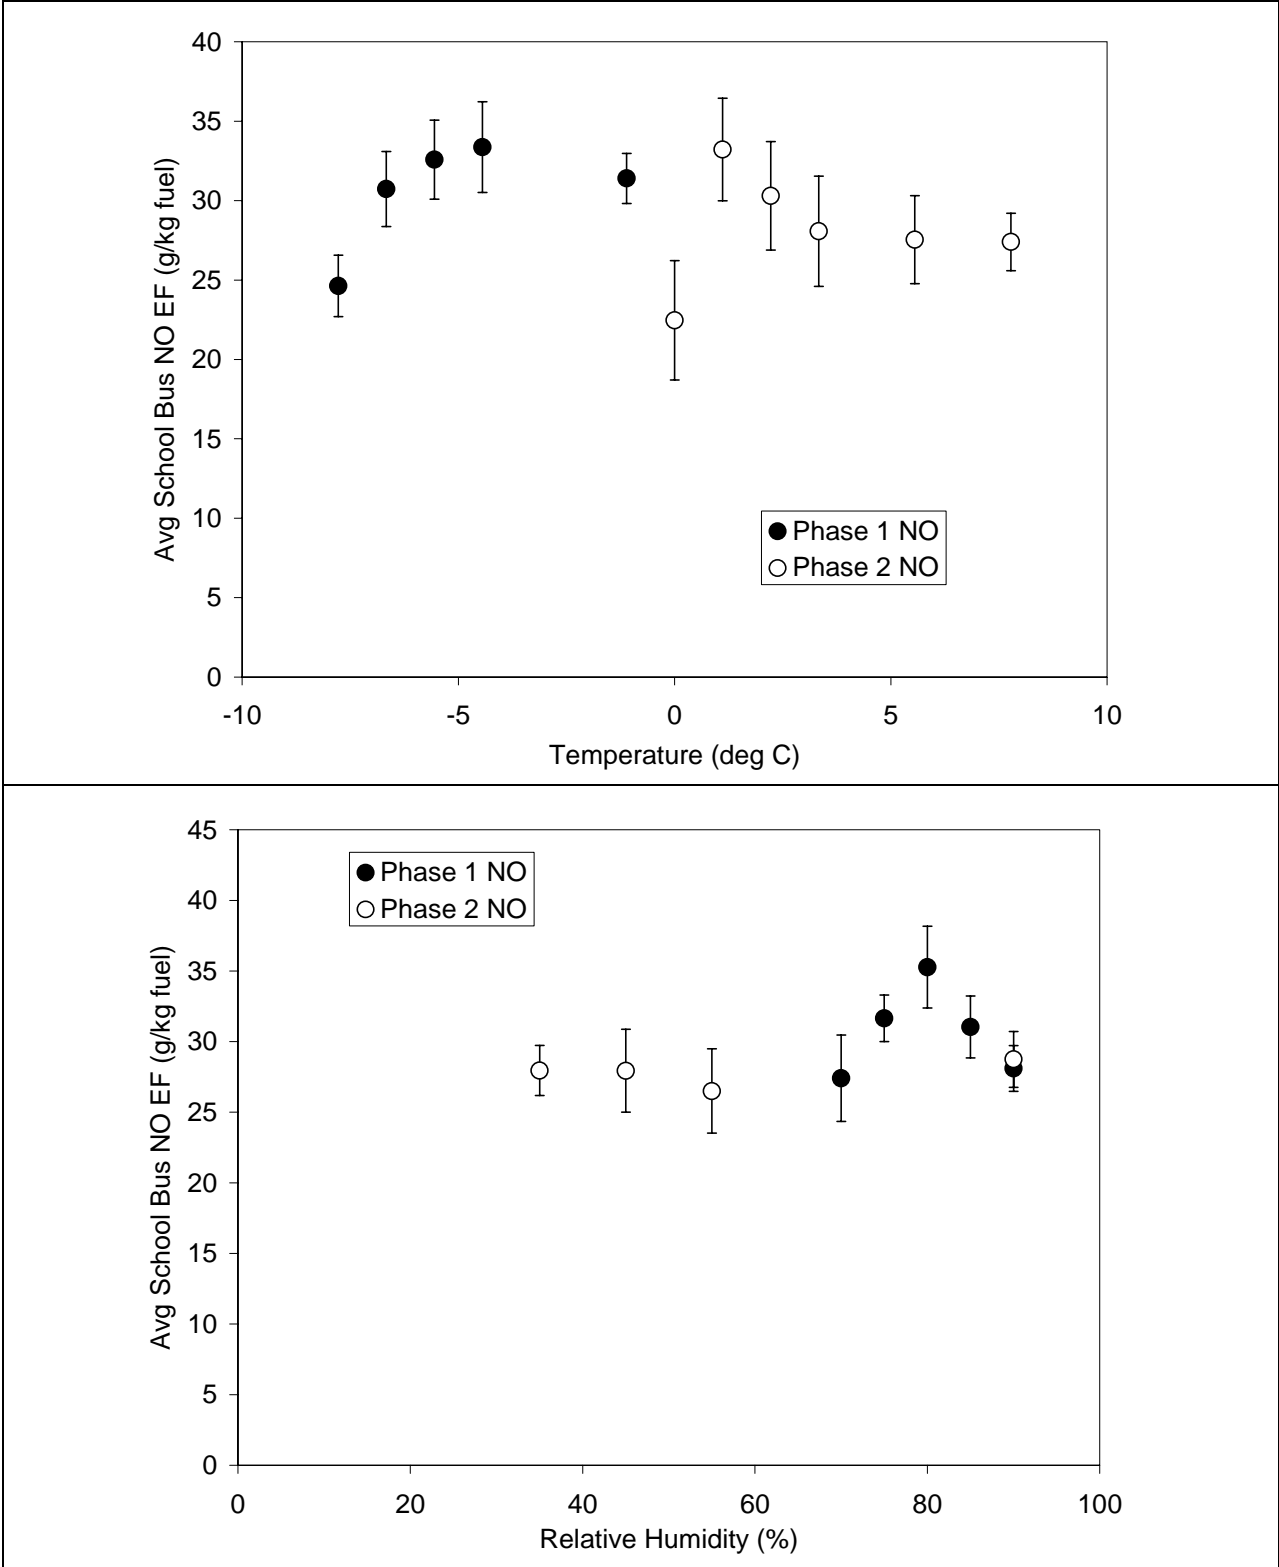 40
35
30
25
20
15
10
5
0
Avg School Bus NO EF (g/kg fuel)
Phase 1 NO
Phase 2 NO
-10 -5 0 5 10
Temperature (deg C)
45
40
35
30
25
20
15
10
5
0
Avg School Bus NO EF (g/kg fuel)
Phase 1 NO
Phase 2 NO
0 20 40 60 80 100
Relative Humidity (%)